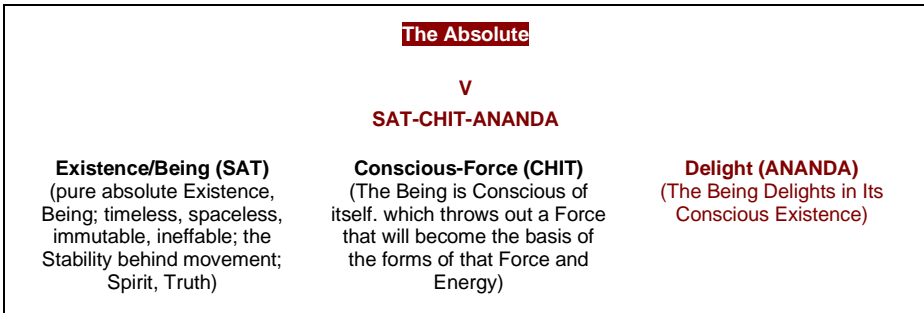 The Absolute
V
SAT-CHIT-ANANDA
Existence/Being (SAT)
(pure absolute Existence,
Being; timeless, spaceless,
immutable, ineffable; the
Stability behind movement;
Spirit, Truth)
Conscious-Force (CHIT)
(The Being is Conscious of
itself. which throws out a Force
that will become the basis of
the forms of that Force and
Energy)
Delight (ANANDA)
(The Being Delights in Its
Conscious Existence)